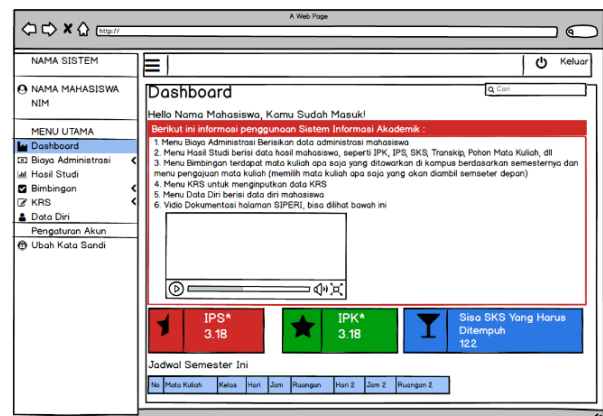 A Web Page
http://
NAMA SISTEM
Keluar
NAMA MAHASISWA
NIM
MENU UTAMA
Dashboard
Biaya Administrasi
Hasil Studi
Bimbingan
KRS
Data Diri
Pengaturan Akun
Ubah Kata Sandi
Dashboard
Cari
Hello Nama Mahasiswa, Kamu Sudah Masuk!
Berikut ini informasi penggunaan Sistem Informasi Akademik :
1. Menu Biaya Administrasi Berisikan data administrasi mahasiswa
2. Menu Hasil Studi berisi data hasil mahasiswa, seperti IPK, IPS, SKS, Transkip, Pohon Mata Kuliah, dll
3. Menu Bimbingan terdapat mata kuliah apa saja yang ditawarkan di kampus berdasarkan semesternya dan
menu pengajuan mata kuliah (memilih mata kuliah apa saja yang akan diambil semseter depan)
4. Menu KRS untuk menginputkan data KRS
5. Menu Data Diri berisi data diri mahasiswa
6. Vidio Dokumentasi halaman SIPERI, bisa dilihat bawah ini
IPS*
3.18
IPK*
3.18
Sisa SKS Yang Harus
Ditempuh
122
Jadwal Semester Ini
No Mata Kuliah Kelas Hari Jam Ruangan Hari 2 Jam 2 Ruangan 2